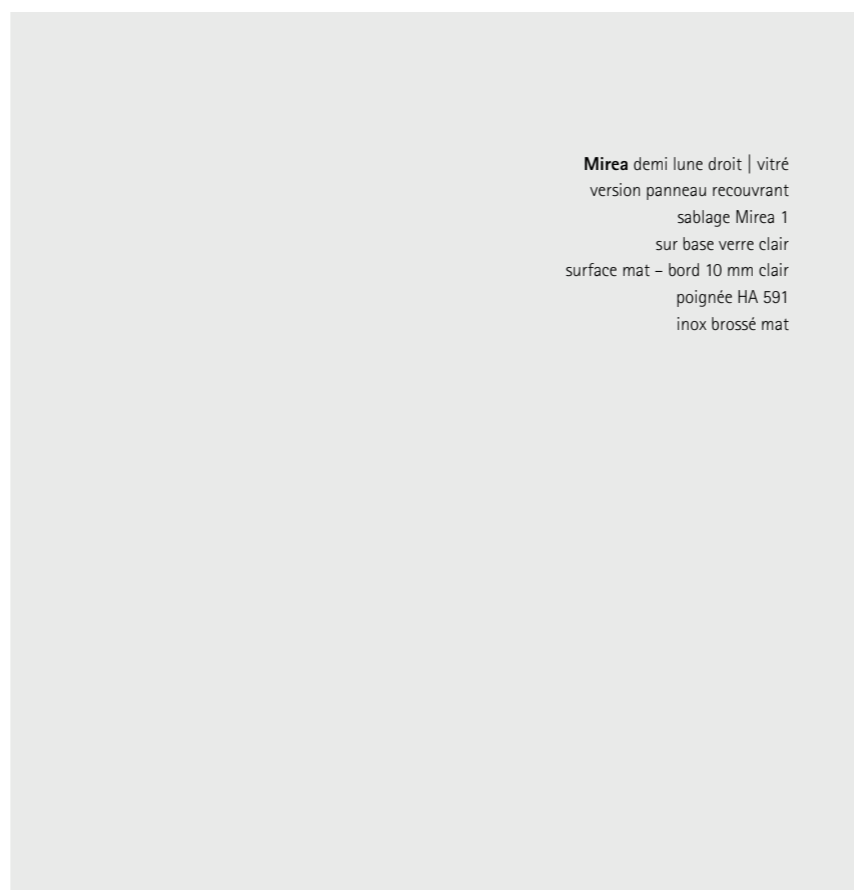 Mirea demi lune droit | vitré
version panneau recouvrant
sablage Mirea 1
sur base verre clair
surface mat – bord 10 mm clair
poignée HA 591
inox brossé mat